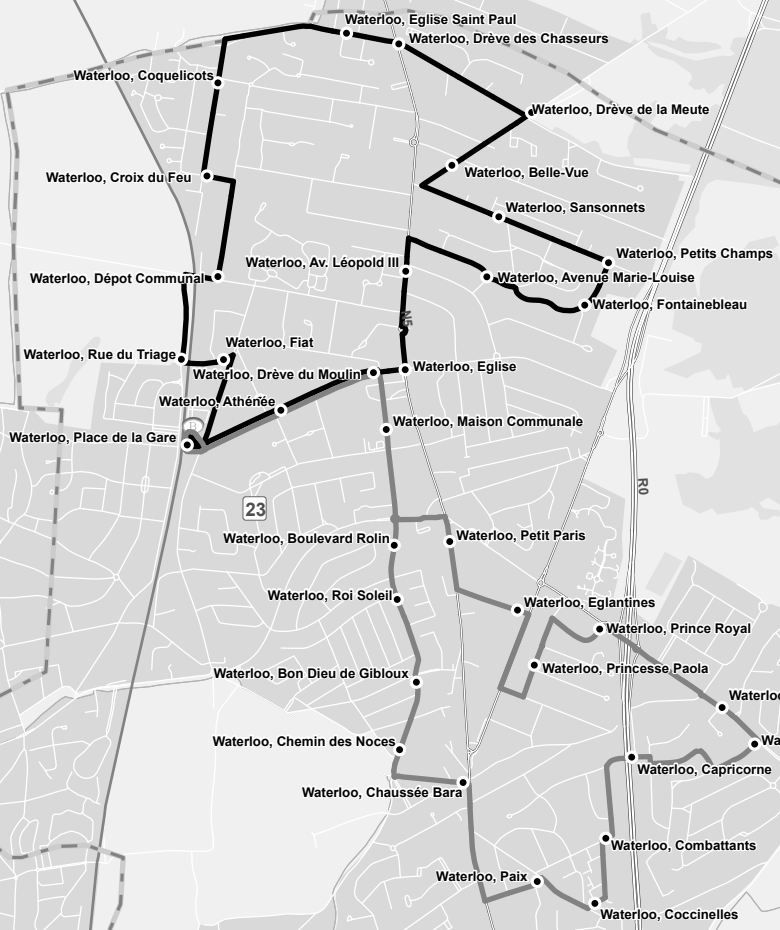 Waterloo, Eglise Saint Paul
Waterloo, Drève des Chasseurs
Waterloo, Coquelicots
Waterloo, Drève de la Meute
Waterloo, Belle-Vue
Waterloo, Croix du Feu
Waterloo, Sansonnets
Waterloo, Petits Champs
Waterloo, Av. Léopold III
Waterloo, Dépot Communal
Waterloo, Avenue Marie-Louise
Waterloo, Fontainebleau
N5
Waterloo, Fiat
Waterloo, Rue du Triage
Waterloo, Eglise
Waterloo, Drève du Moulin
Waterloo, Athénée
Waterloo, Maison Communale
Waterloo, Place de la Gare
R0
23
Waterloo, Boulevard Rolin
Waterloo, Petit Paris
Waterloo, Roi Soleil
Waterloo, Eglantines
Waterloo, Prince Royal
Waterloo, Princesse Paola
Waterloo, Bon Dieu de Gibloux
Waterloo
Wa
Waterloo, Chemin des Noces
Waterloo, Capricorne
Waterloo, Chaussée Bara
Waterloo, Combattants
Waterloo, Paix
Waterloo, Coccinelles